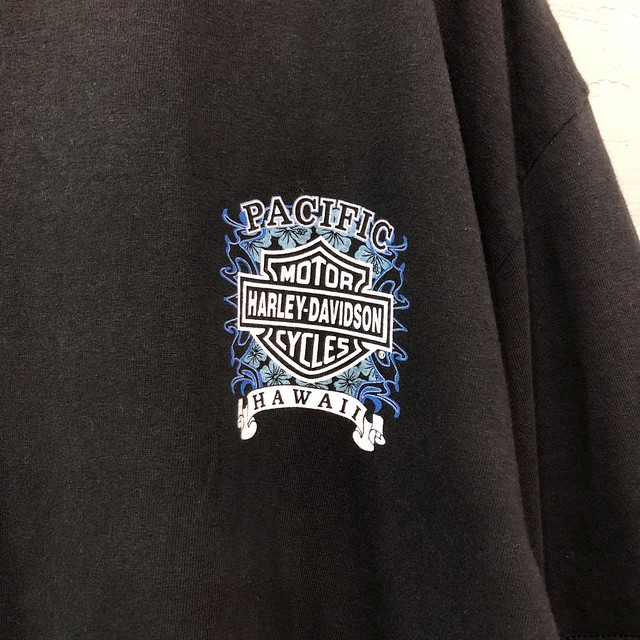 PACIFIC
MOTOR
HARLEY-DAVIDSON
CYCLES
®
HAWAII